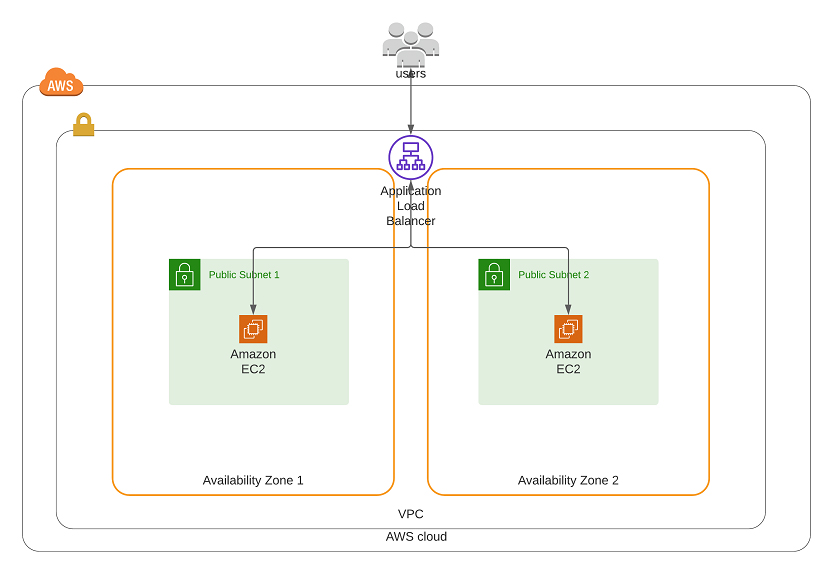 users
AWS
Application
Load
Balancer
Public Subnet 1
Public Subnet 2
Amazon
EC2
Amazon
EC2
Availability Zone 1
Availability Zone 2
VPC
AWS cloud